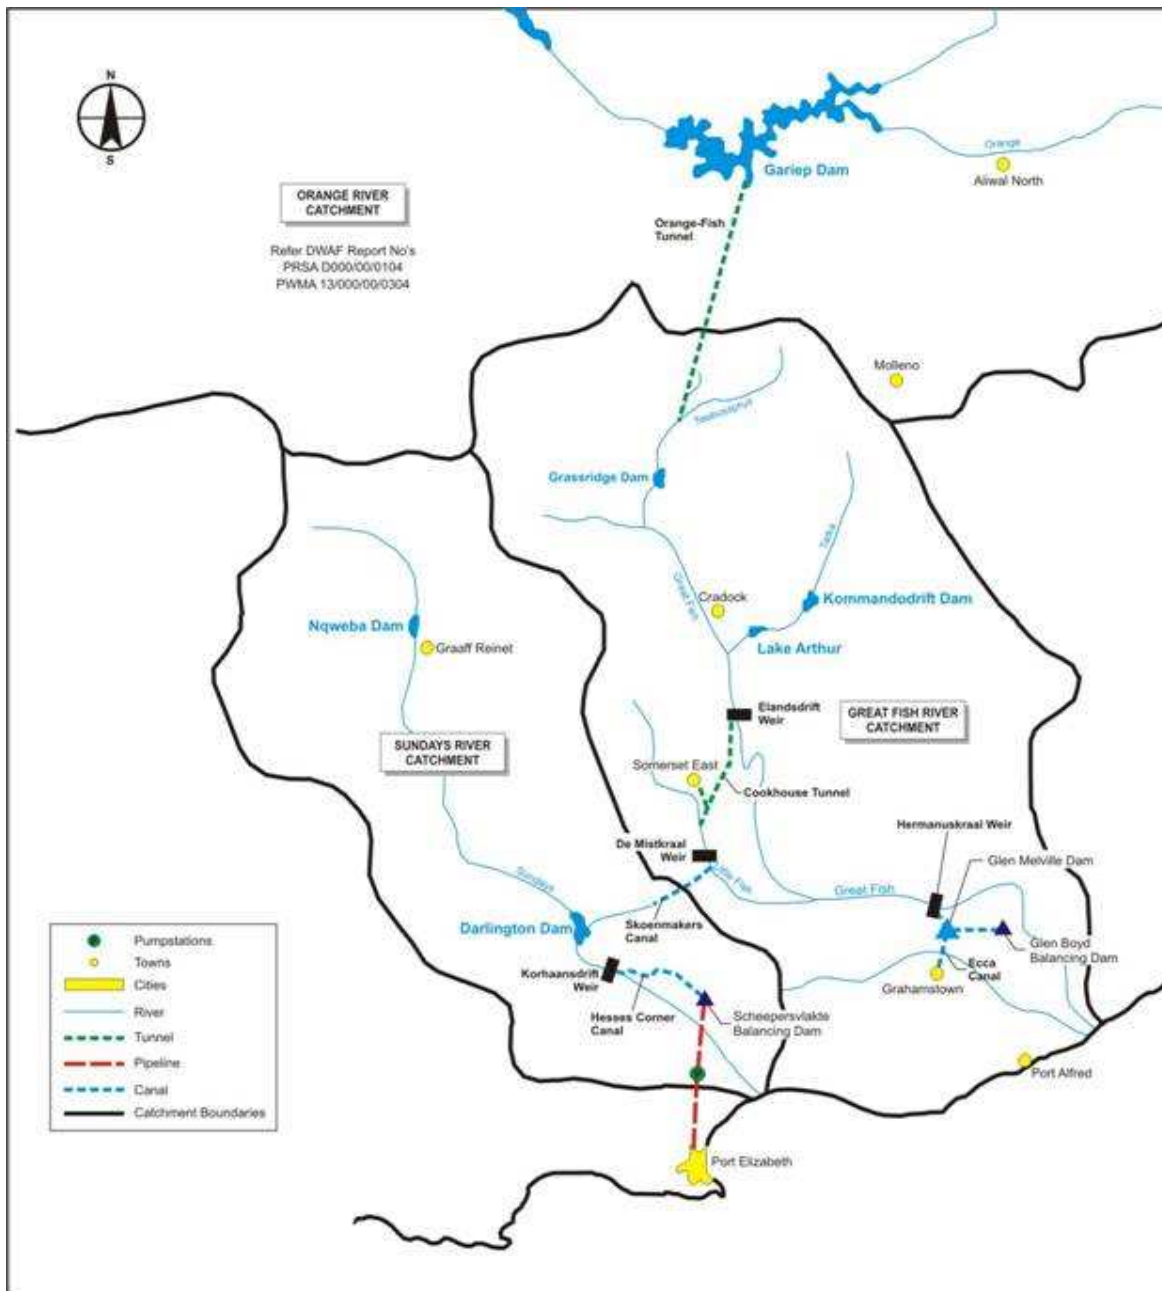 N
S
Orange
Gariep Dam
Aliwal North
ORANGE RIVER
CATCHMENT
Refer DWAF Report No's
PRSA D000/00/0104
PWMA 13/000/00/0304
Orange-Fish
Tunnel
Molleno
Grassridge Dam
Tarka
Great Fish
Cradock
Kommandodrift Dam
Nqweba Dam
Graaff Reinet
Lake Arthur
Elandsdrift
Weir
GREAT FISH RIVER
CATCHMENT
SUNDAYS RIVER
CATCHMENT
Somerset East
Cookhouse Tunnel
Hermanuskraal Weir
De Mistkraal
Weir
Glen Melville Dam
Little Fish
Great Fish
Sundays
Skoenmakers
Canal
Darlington Dam
Glen Boyd
Balancing Dam
Ecca
Canal
Grahamstown
Korhaansdrift
Weir
Hesses Corner
Canal
Scheepersvlakte
Balancing Dam
Port Alfred
Port Elizabeth
Pumpstations
Towns
Cities
River
Tunnel
Pipeline
Canal
Catchment Boundaries